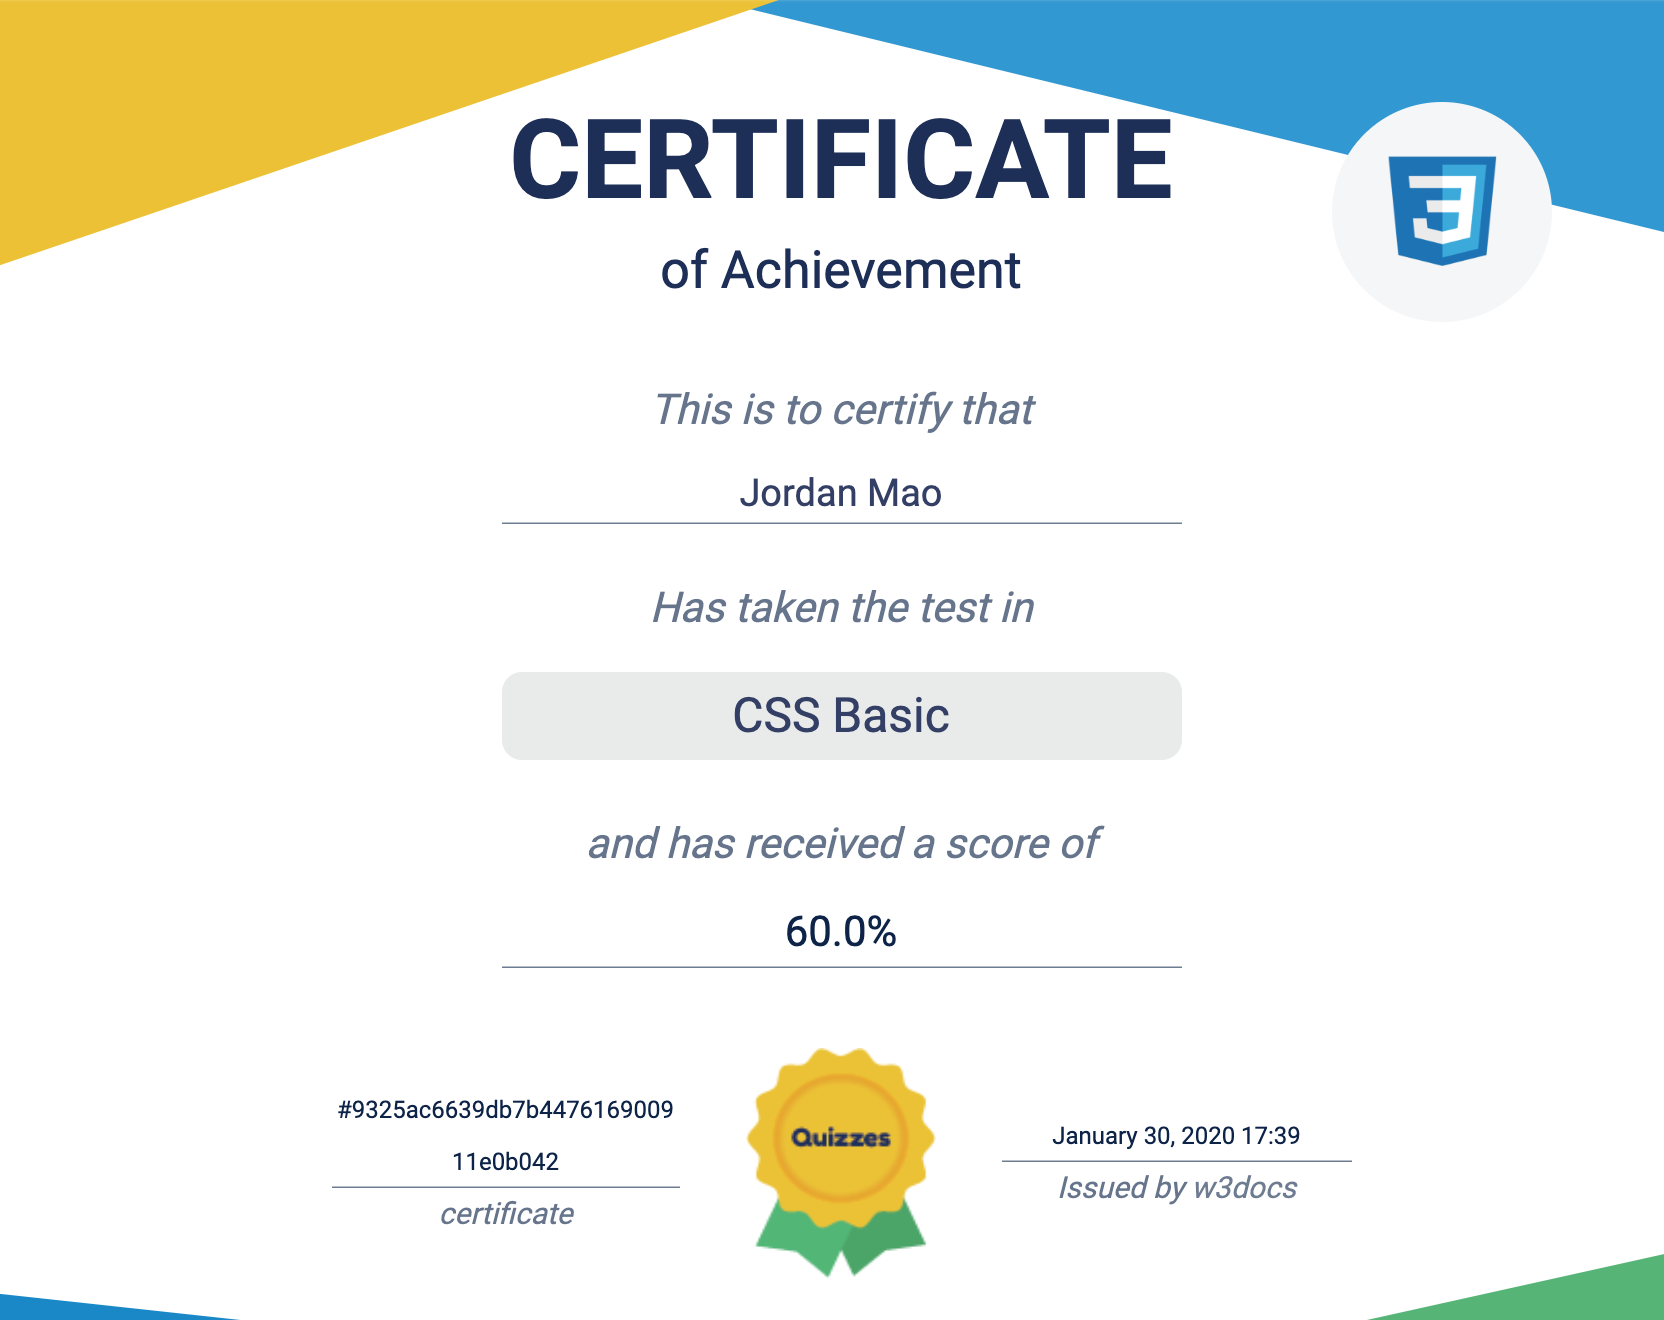 CERTIFICATE
of Achievement
This is to certify that
Jordan Mao
Has taken the test in
CSS Basic
and has received a score of
60.0%
#9325ac6639db7b4476169009
11e0b042
certificate
Quizzes
January 30, 2020 17:39
Issued by w3docs